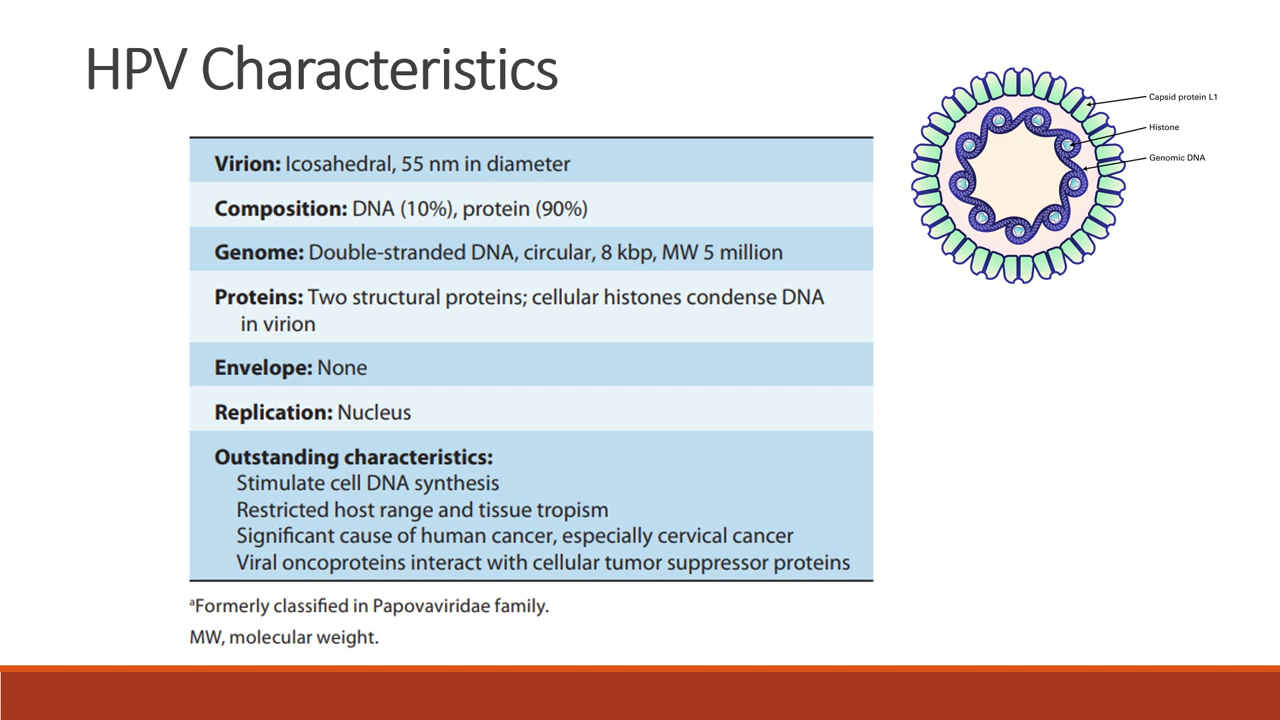 HPV Characteristics
Capsid protein L1
Histone
Genomic DNA
Virion: Icosahedral, 55 nm in diameter
Composition: DNA (10%), protein (90%)
Genome: Double-stranded DNA, circular, 8 kbp, MW 5 million
Proteins: Two structural proteins; cellular histones condense DNA
in virion
Envelope: None
Replication: Nucleus
Outstanding characteristics:
Stimulate cell DNA synthesis
Restricted host range and tissue tropism
Significant cause of human cancer, especially cervical cancer
Viral oncoproteins interact with cellular tumor suppressor proteins
ᵃFormerly classified in Papovaviridae family.
MW, molecular weight.